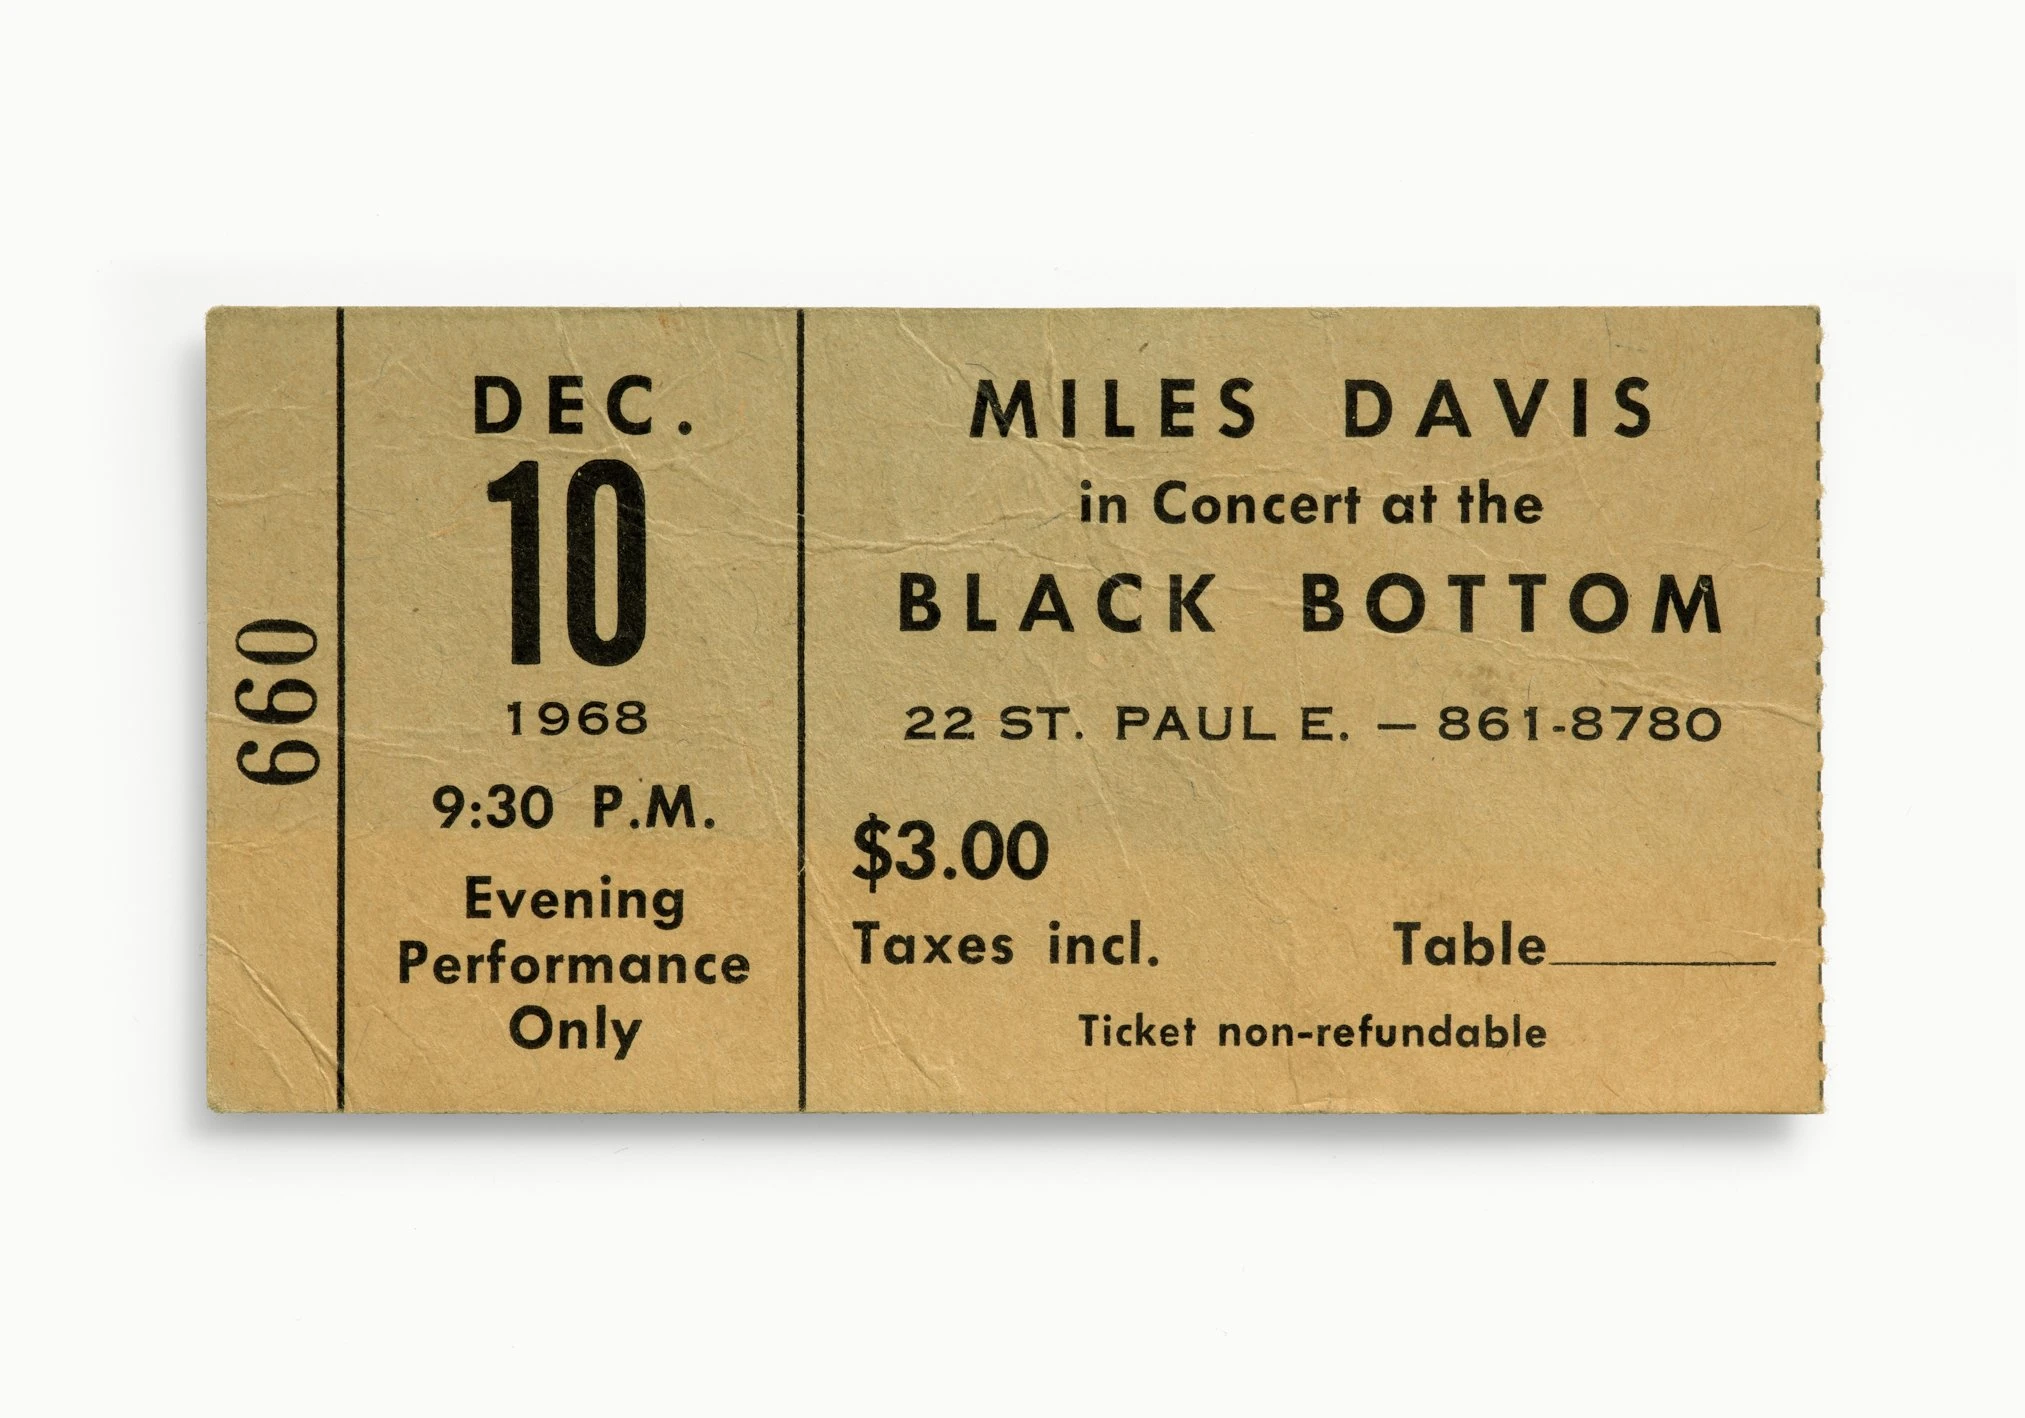 660
DEC.
10
1968
9:30 P.M.
Evening
Performance
Only
MILES DAVIS
in Concert at the
BLACK BOTTOM
22 ST. PAUL E. — 861-8780
$3.00
Taxes incl.
Table
Ticket non-refundable